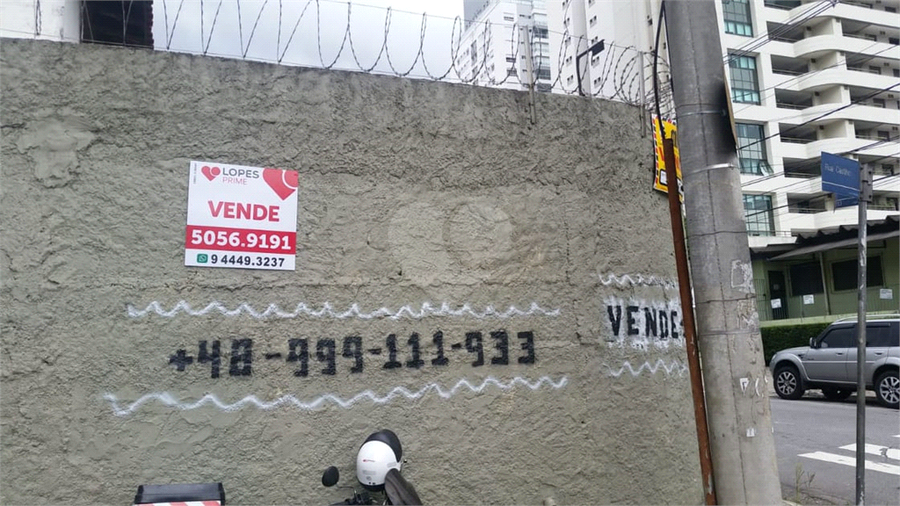 LOPES
PRIME
VENDE
5056.9191
9 4449.3237
+48-999-111-933
VENDE